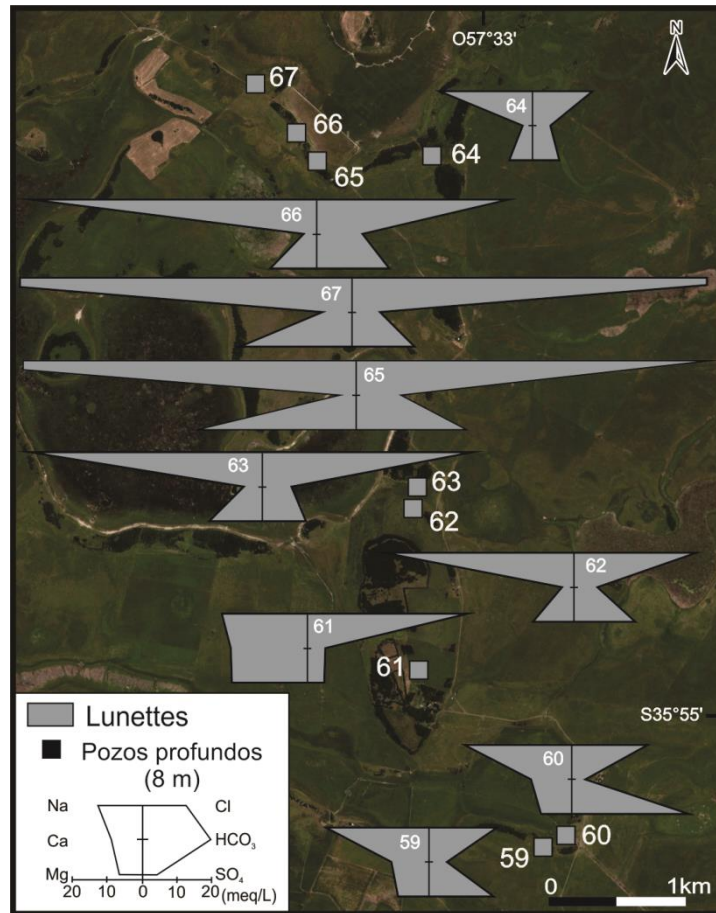 O57°33'
67
64
66
64
65
66
67
65
63
63
62
62
61
61
S35°55'
Lunettes
Pozos profundos
(8 m)
Na Cl
Ca HCO₃
Mg SO₄
20 10 0 10 20 (meq/L)
60
59
60
59
0 1km